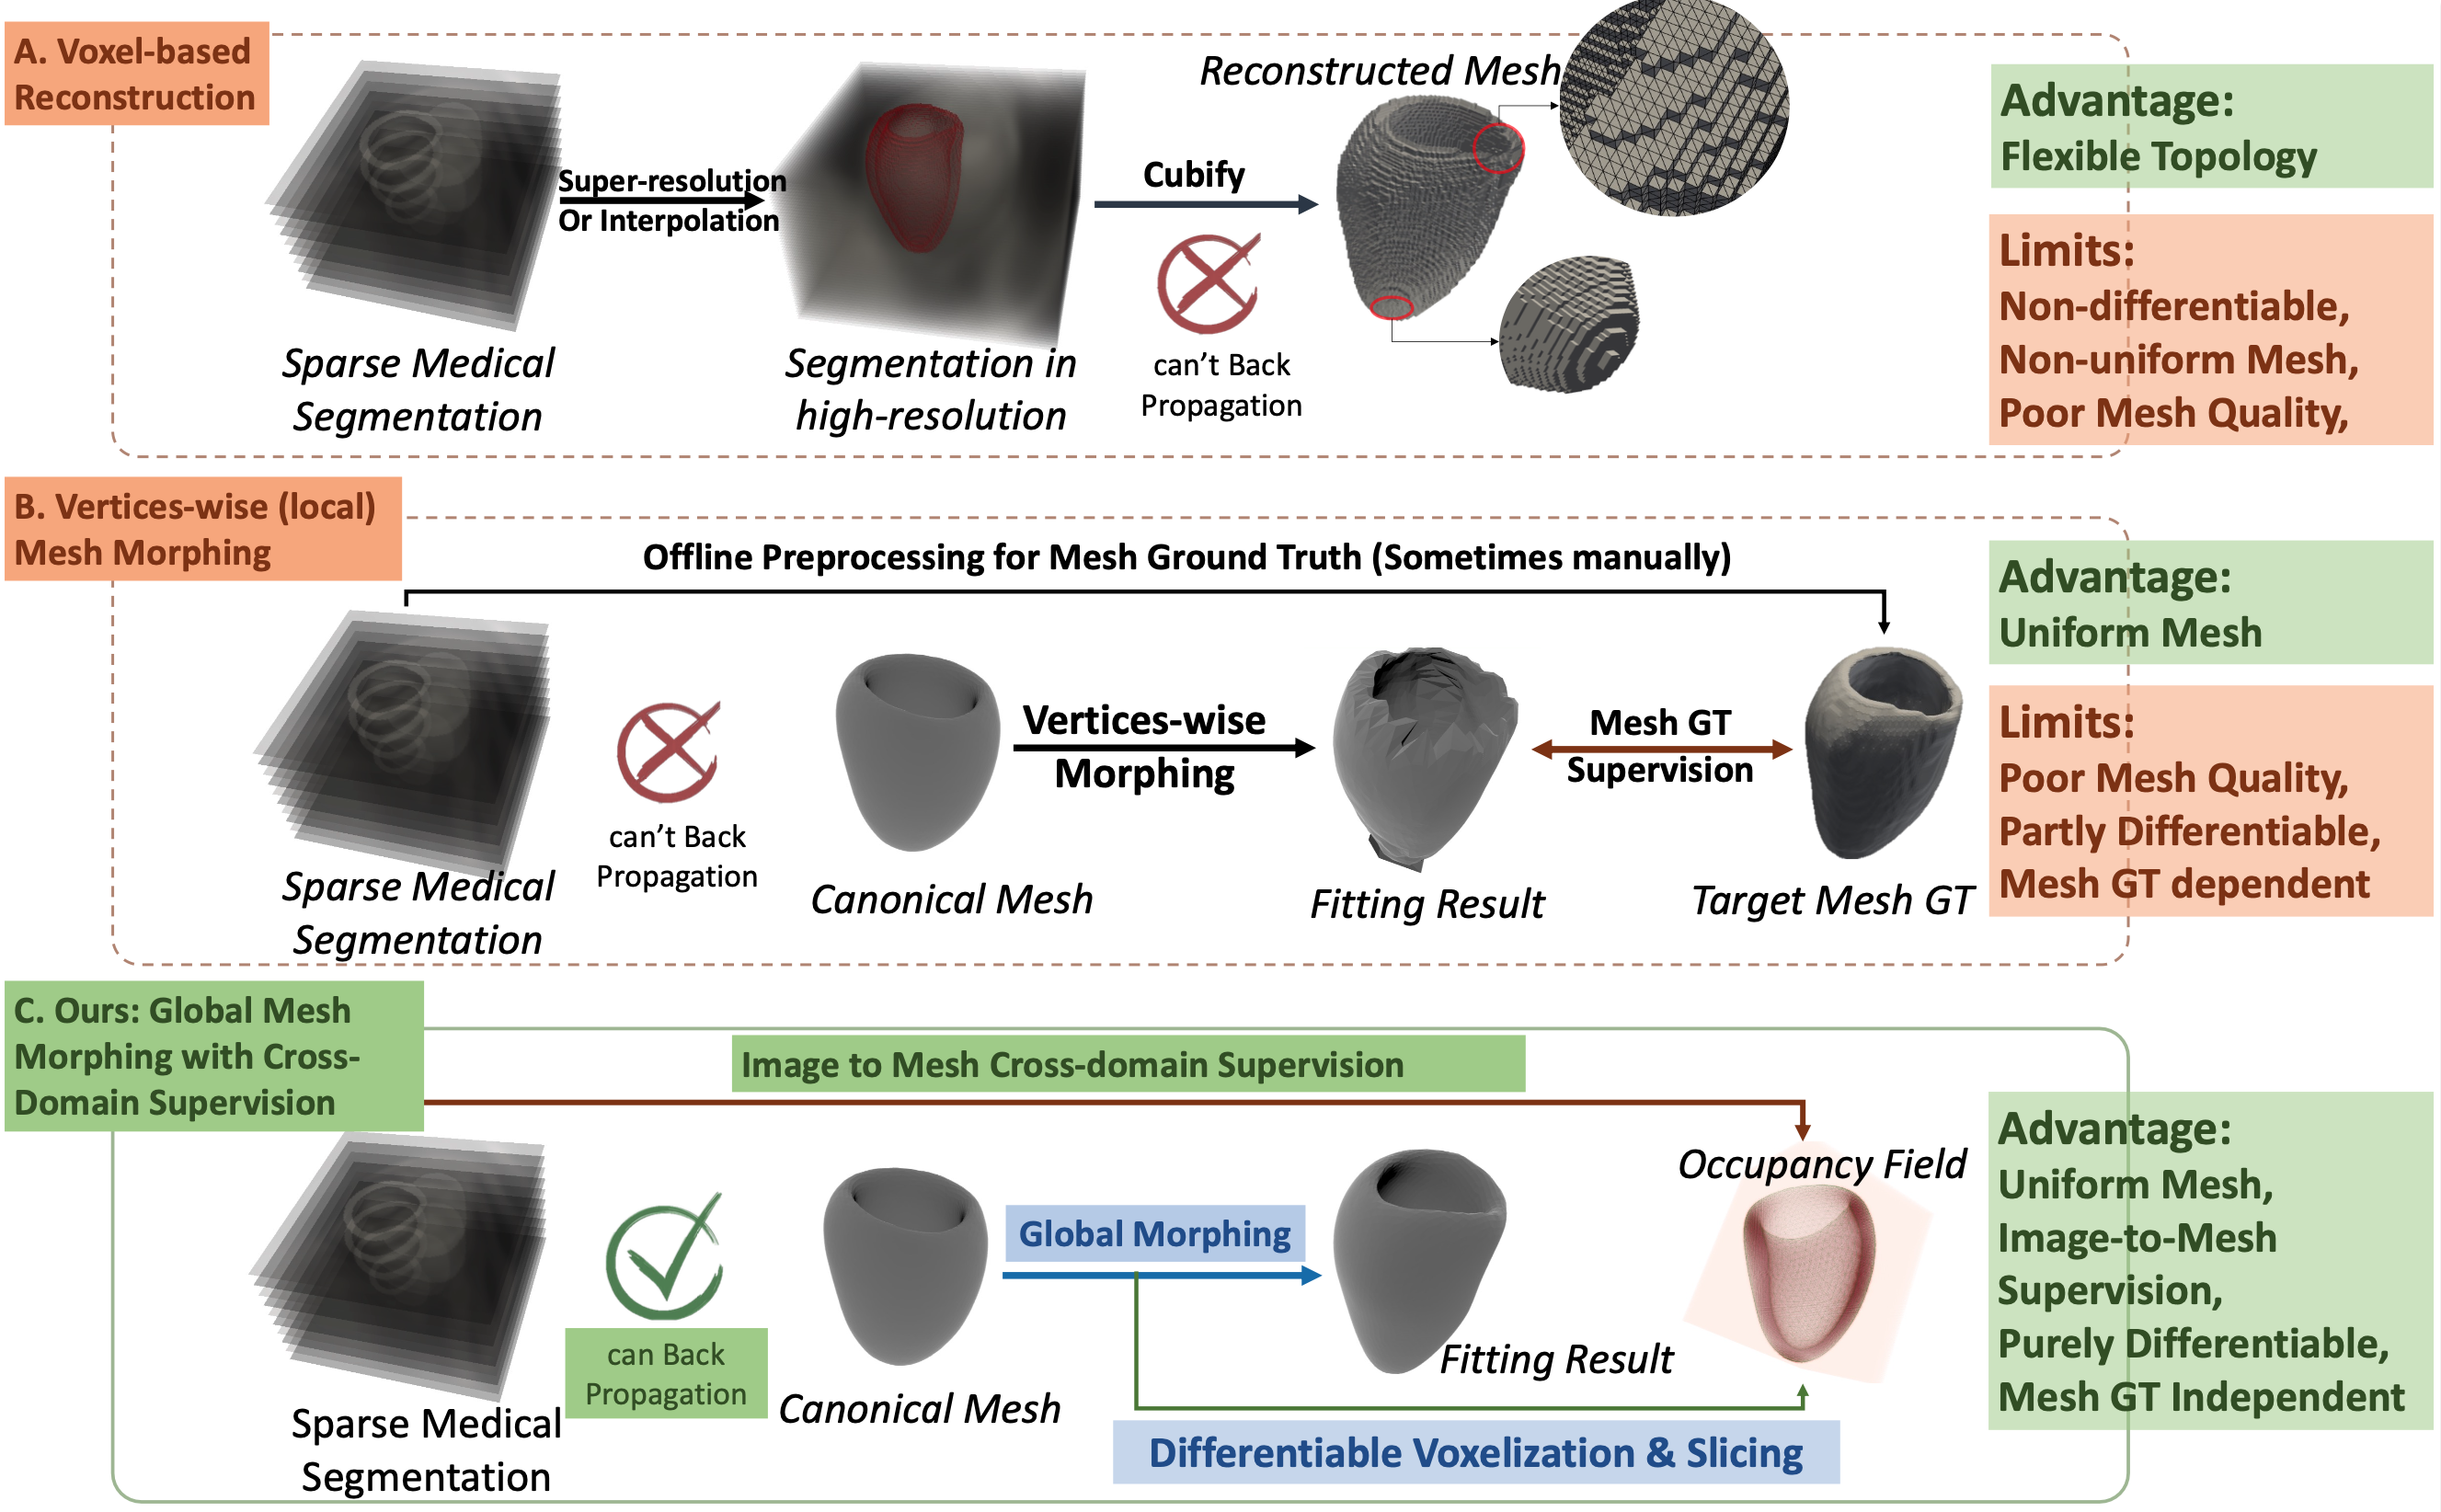 A. Voxel-based
Reconstruction
Reconstructed Mesh
Super-resolution
Or Interpolation
Cubify
can't Back
Propagation
Sparse Medical
Segmentation
Segmentation in
high-resolution
Advantage:
Flexible Topology
Limits:
Non-differentiable,
Non-uniform Mesh,
Poor Mesh Quality,
B. Vertices-wise (local)
Mesh Morphing
Offline Preprocessing for Mesh Ground Truth (Sometimes manually)
can't Back
Propagation
Vertices-wise
Morphing
Mesh GT
Supervision
Sparse Medical
Segmentation
Canonical Mesh
Fitting Result
Target Mesh GT
Advantage:
Uniform Mesh
Limits:
Poor Mesh Quality,
Partly Differentiable,
Mesh GT dependent
C. Ours: Global Mesh
Morphing with Cross-
Domain Supervision
Image to Mesh Cross-domain Supervision
Occupancy Field
Global Morphing
can Back
Propagation
Sparse Medical
Segmentation
Canonical Mesh
Fitting Result
Differentiable Voxelization & Slicing
Advantage:
Uniform Mesh,
Image-to-Mesh
Supervision,
Purely Differentiable,
Mesh GT Independent